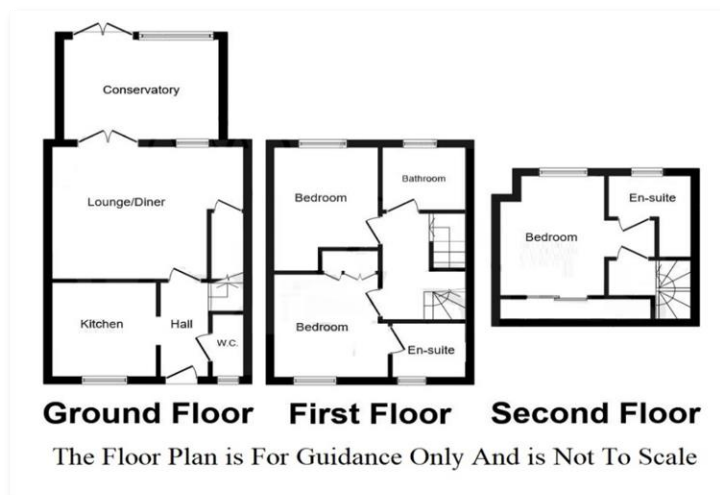 Conservatory
Lounge/Diner
Kitchen
Hall
W.C.
Bedroom
Bathroom
Bedroom
En-suite
En-suite
Bedroom
Ground Floor
First Floor
Second Floor
The Floor Plan is For Guidance Only And is Not To Scale